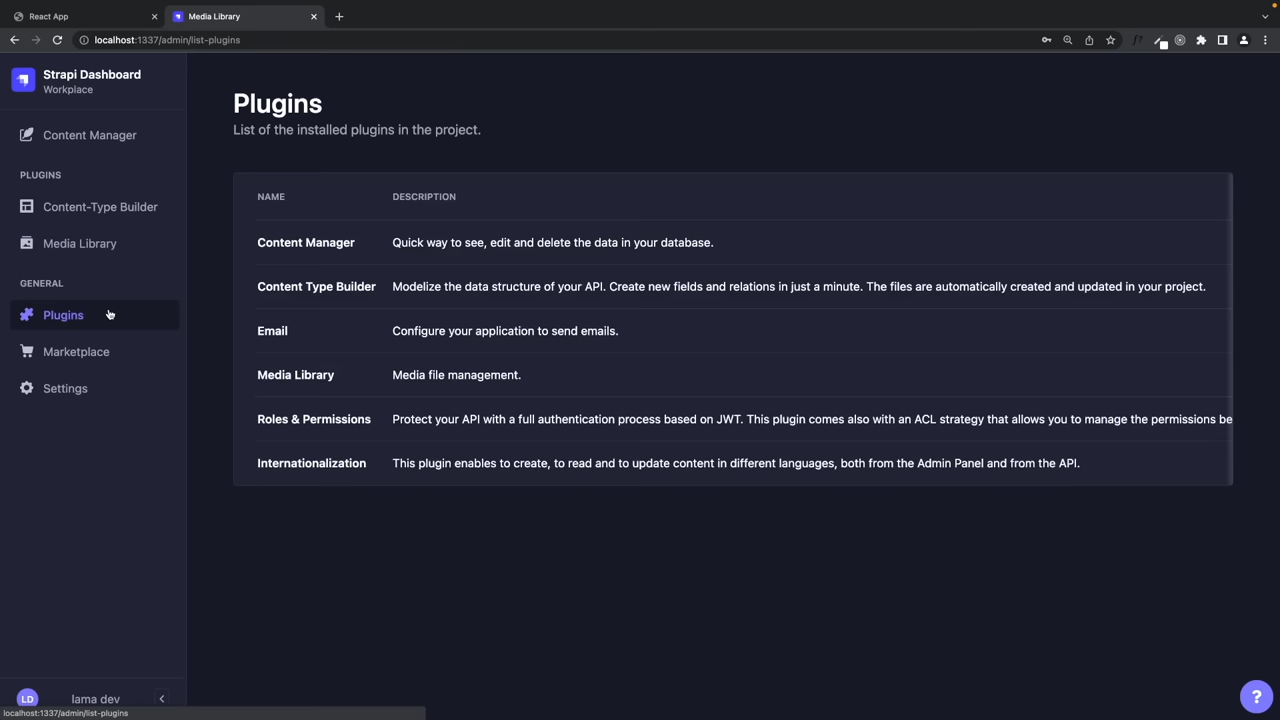 React App
Media Library
localhost:1337/admin/list-plugins
Strapi Dashboard
Workplace
Content Manager
PLUGINS
Content-Type Builder
Media Library
GENERAL
Plugins
Marketplace
Settings
LD
lama dev
localhost:1337/admin/list-plugins
Plugins
List of the installed plugins in the project.
NAME DESCRIPTION
Content Manager Quick way to see, edit and delete the data in your database.
Content Type Builder Modelize the data structure of your API. Create new fields and relations in just a minute. The files are automatically created and updated in your project.
Email Configure your application to send emails.
Media Library Media file management.
Roles & Permissions Protect your API with a full authentication process based on JWT. This plugin comes also with an ACL strategy that allows you to manage the permissions be
Internationalization This plugin enables to create, to read and to update content in different languages, both from the Admin Panel and from the API.
?